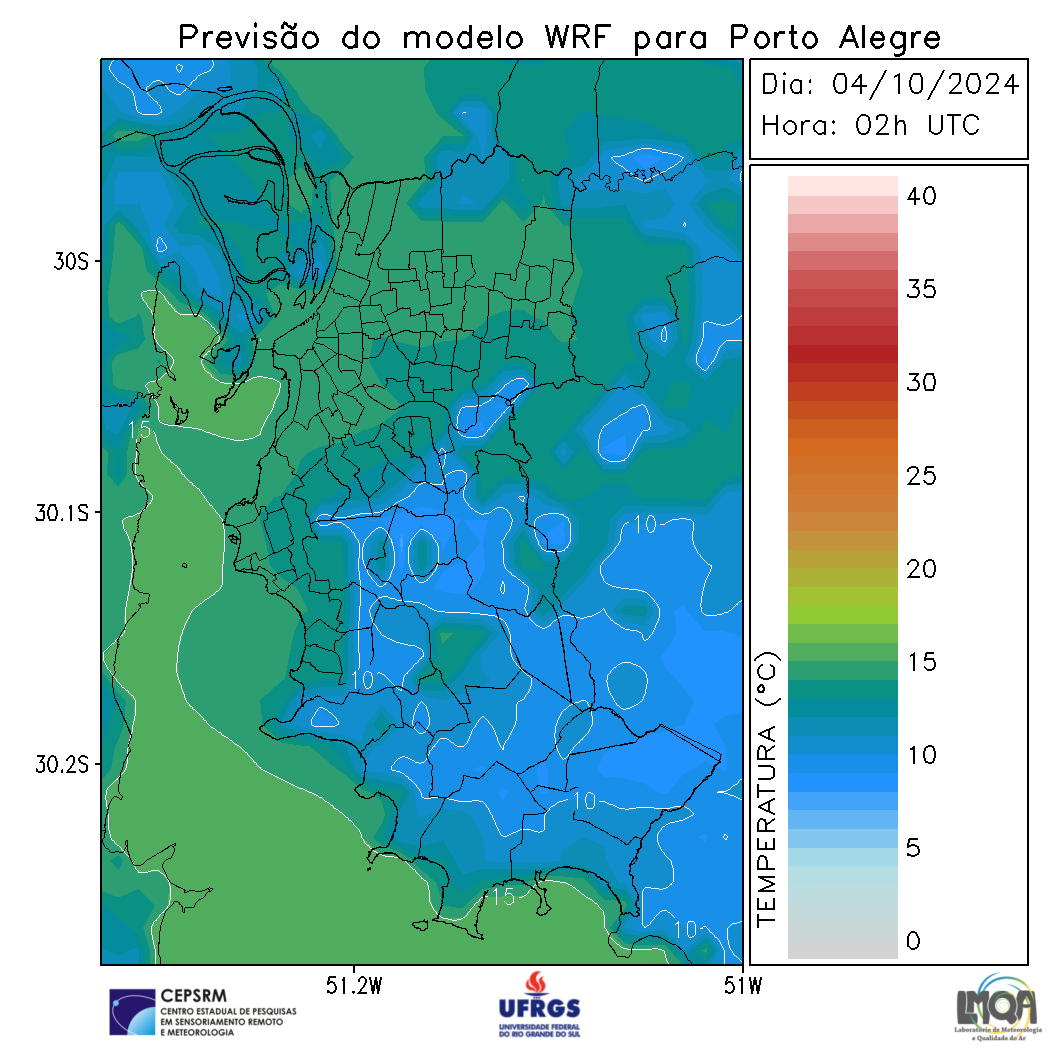 Previsão do modelo WRF para Porto Alegre
Dia: 04/10/2024
Hora: 02h UTC
30S
30.1S
30.2S
51.2W
51W
15
10
10
10
15
10
40
35
30
25
20
15
10
5
0
TEMPERATURA (°C)
CEPSRM
CENTRO ESTADUAL DE PESQUISAS
EM SENSORIAMENTO REMOTO
E METEOROLOGIA
UFRGS
UNIVERSIDADE FEDERAL
DO RIO GRANDE DO SUL
LMQA
Laboratório de Meteorologia
e Qualidade do Ar